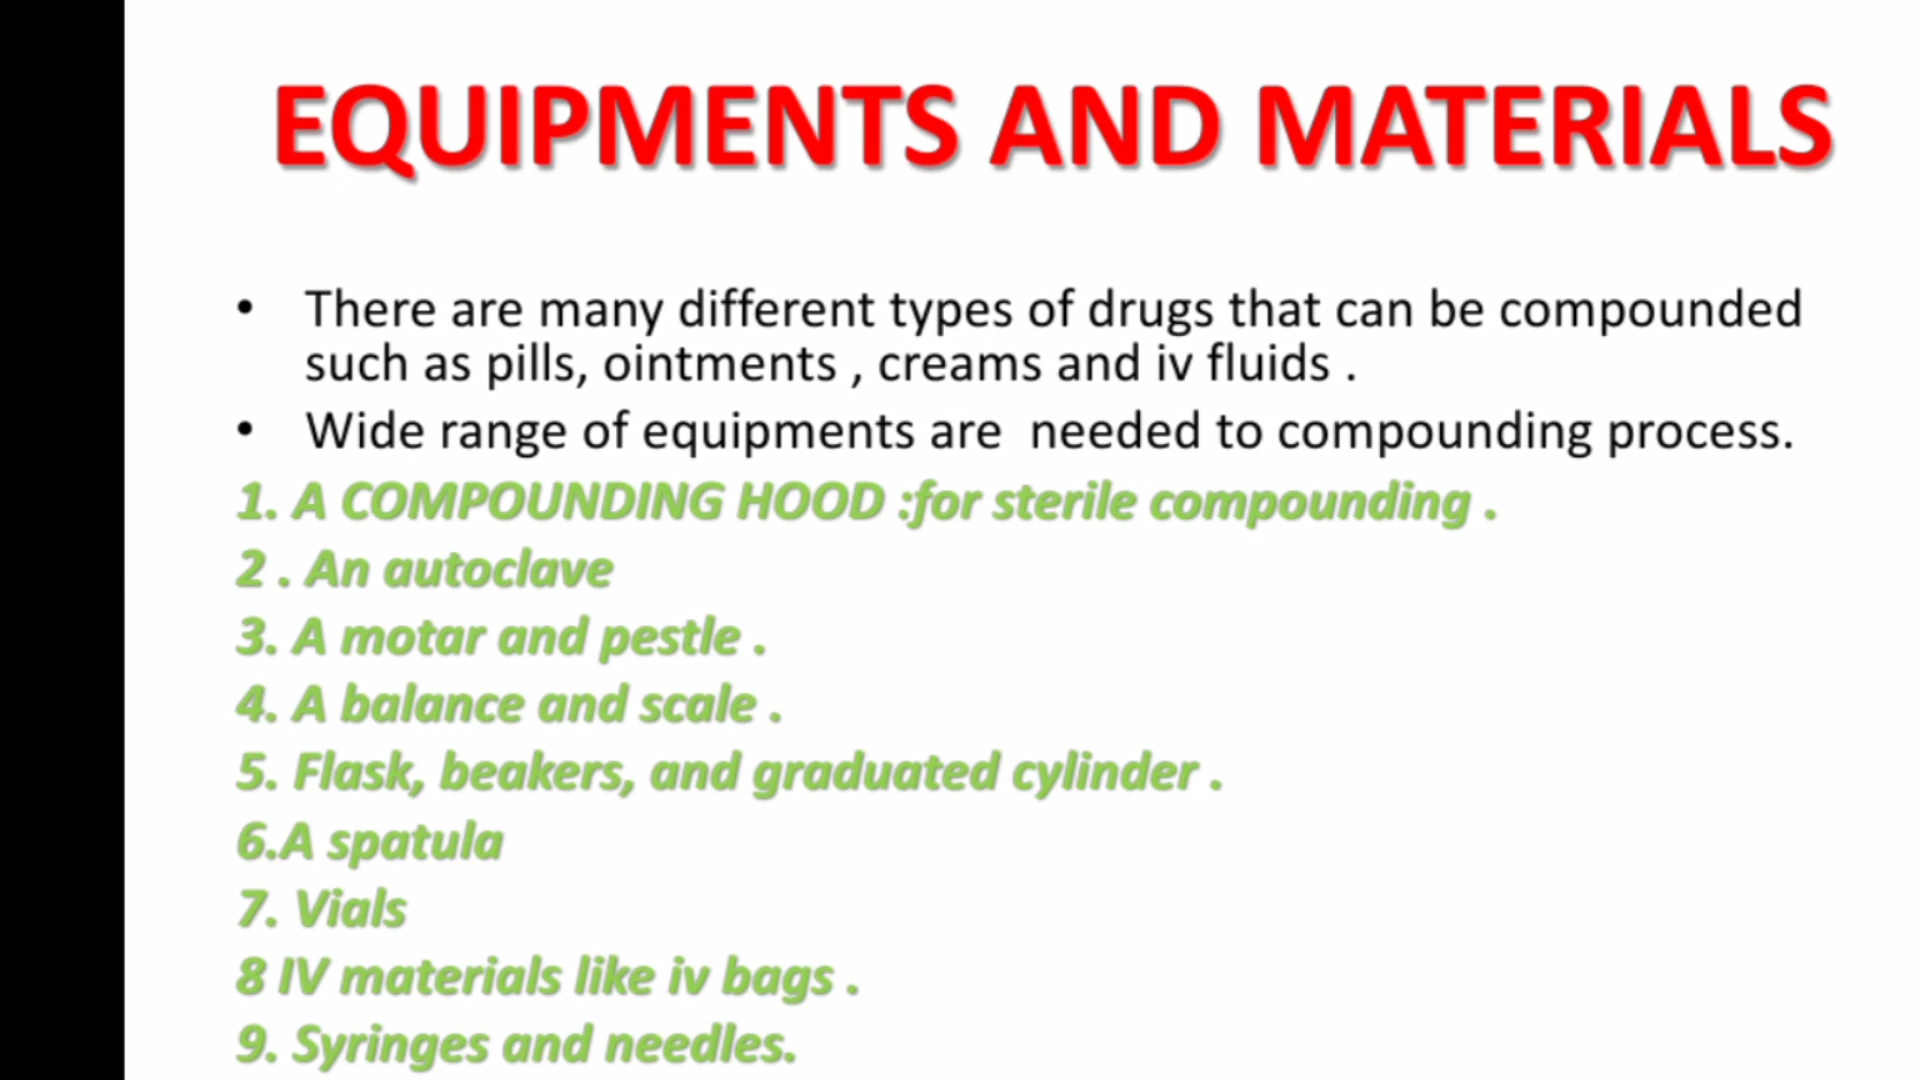 EQUIPMENTS AND MATERIALS
• There are many different types of drugs that can be compounded
such as pills, ointments , creams and iv fluids .
• Wide range of equipments are  needed to compounding process.
1. A COMPOUNDING HOOD :for sterile compounding .
2 . An autoclave
3. A motar and pestle .
4. A balance and scale .
5. Flask, beakers, and graduated cylinder .
6.A spatula
7. Vials
8 IV materials like iv bags .
9. Syringes and needles.